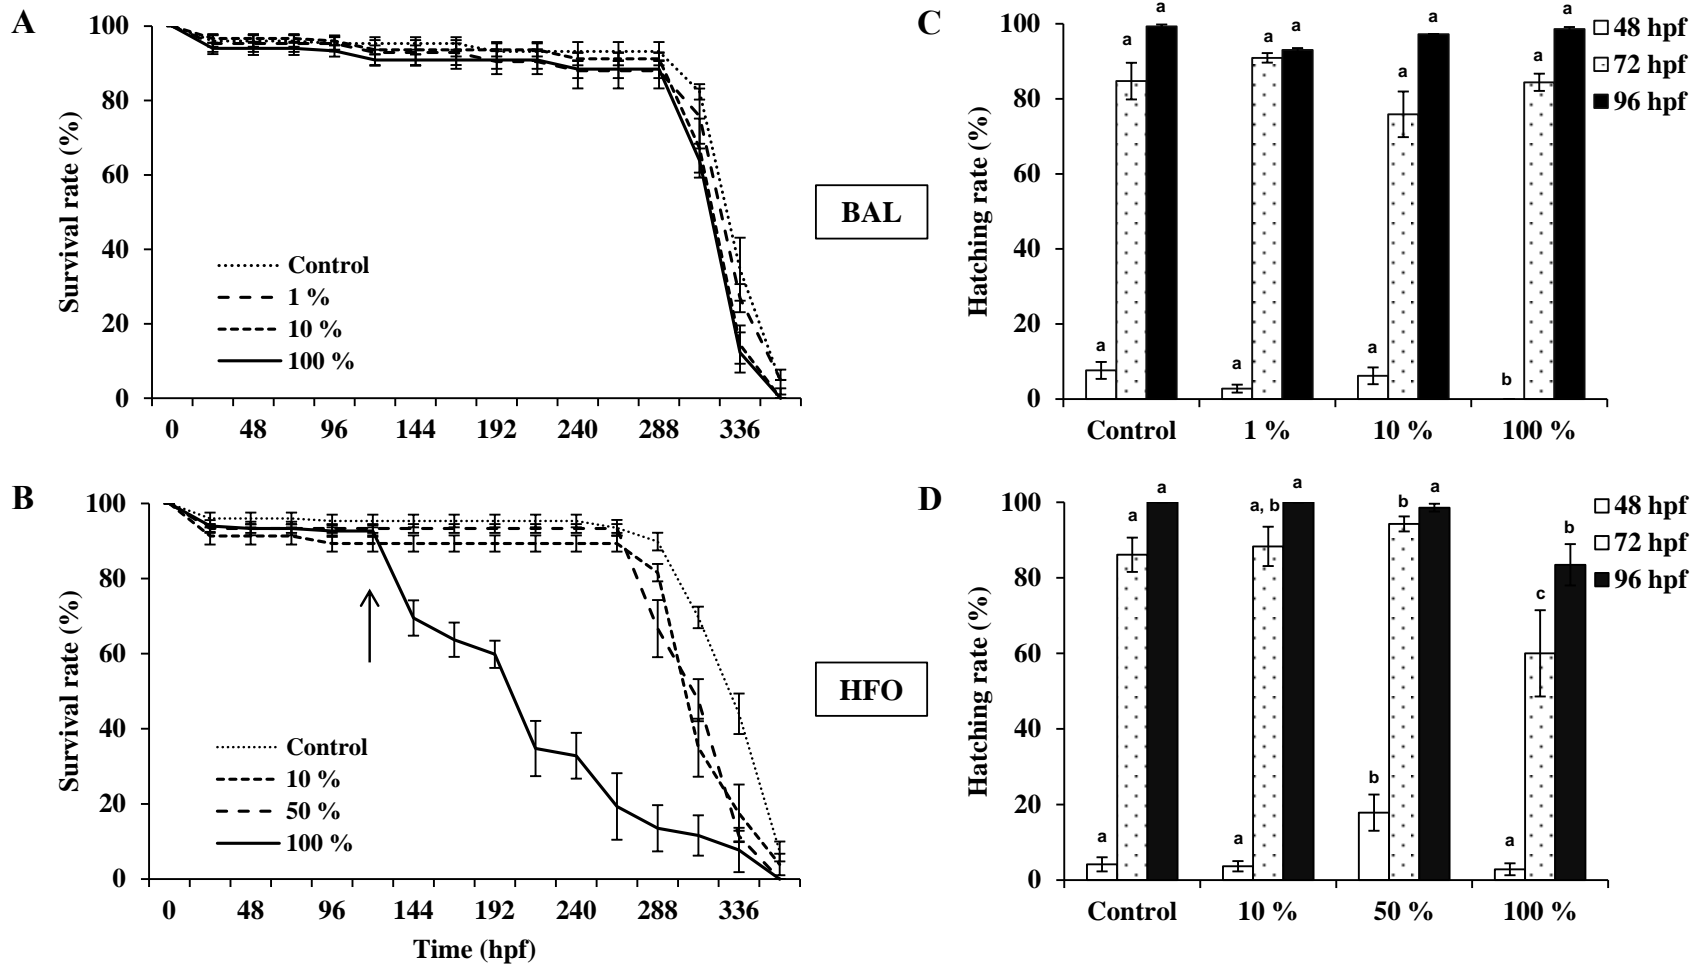 A
100
80
60
40
20
0
Survival rate (%)
Control
1 %
10 %
100 %
0 48 96 144 192 240 288 336
BAL
C
100
80
60
40
20
0
Hatching rate (%)
a a a
a a a
a a a
b a a
48 hpf
72 hpf
96 hpf
Control 1 % 10 % 100 %
B
100
80
60
40
20
0
Survival rate (%)
Control
10 %
50 %
100 %
0 48 96 144 192 240 288 336
Time (hpf)
HFO
D
100
80
60
40
20
0
Hatching rate (%)
a a a
a a, b a
b b a
a c b
48 hpf
72 hpf
96 hpf
Control 10 % 50 % 100 %